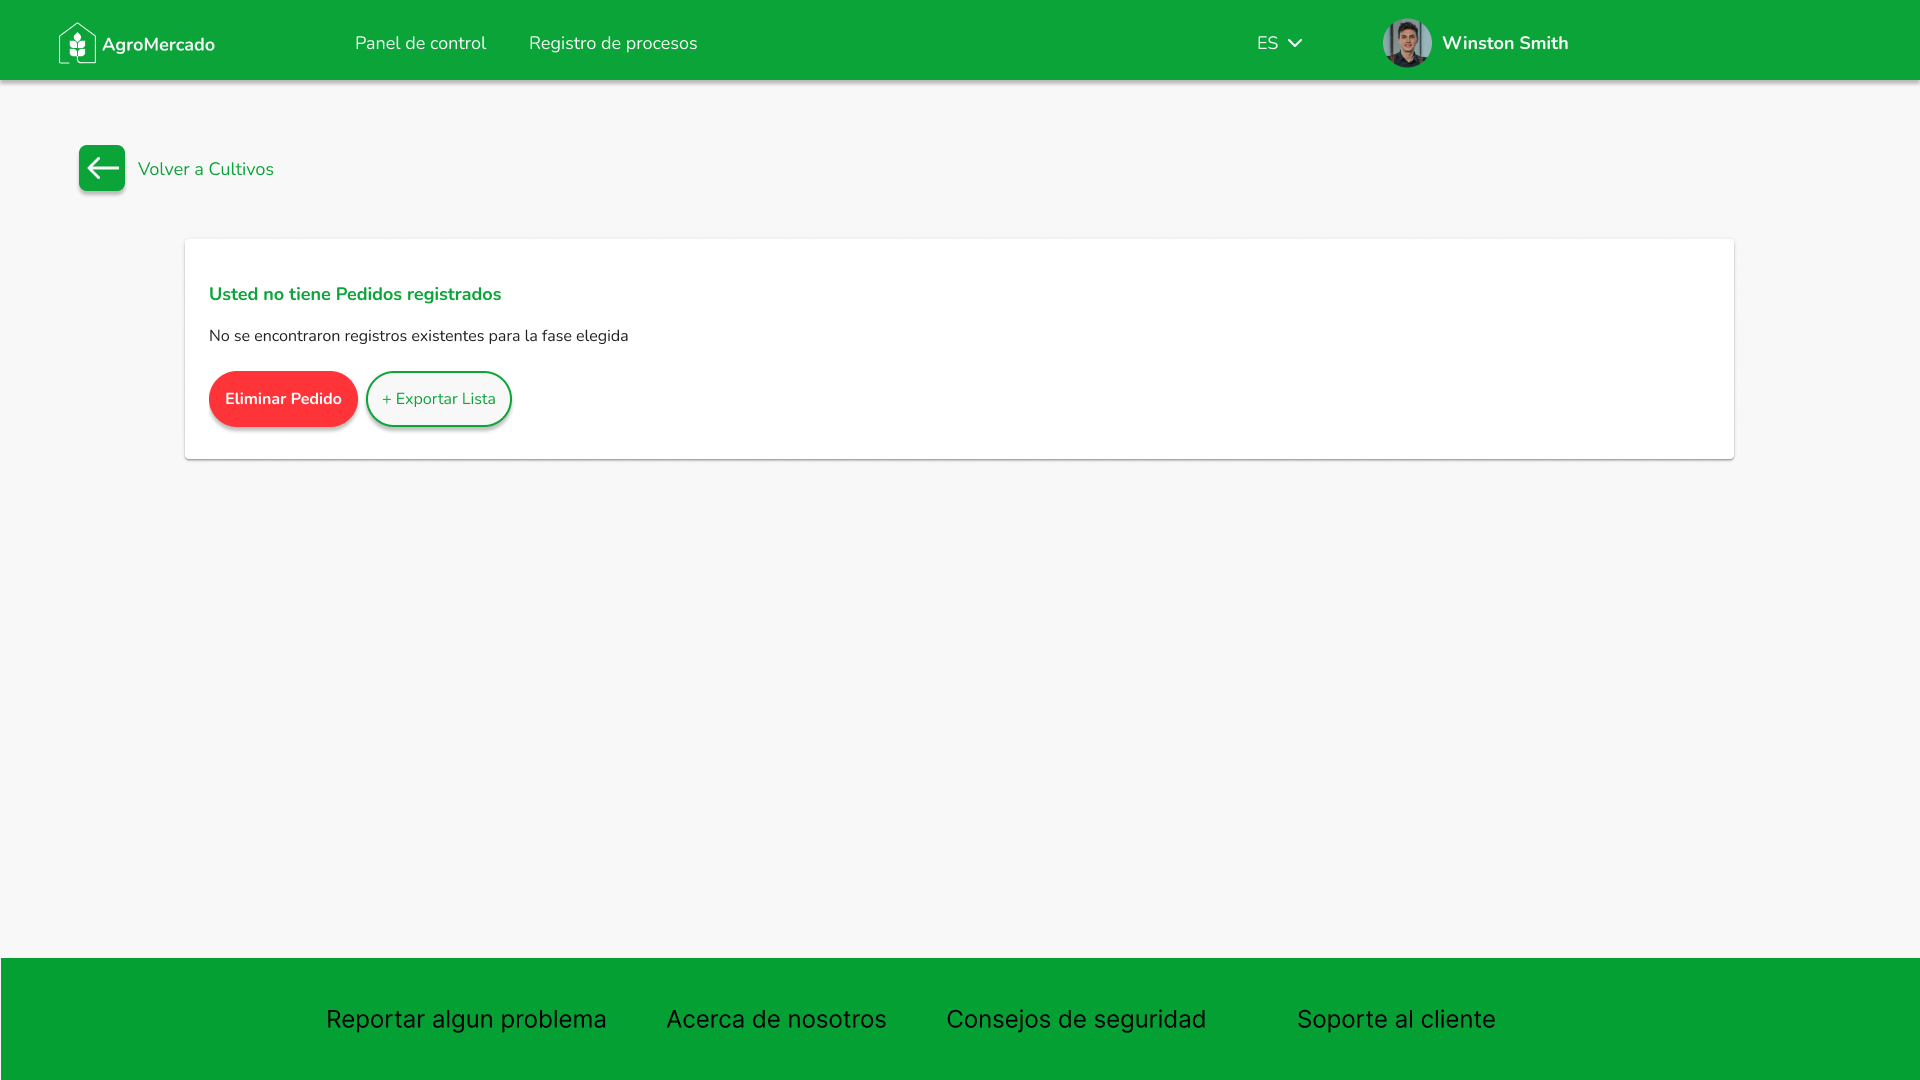 AgroMercado
Panel de control
Registro de procesos
ES
Winston Smith
Volver a Cultivos
Usted no tiene Pedidos registrados
No se encontraron registros existentes para la fase elegida
Eliminar Pedido
+ Exportar Lista
Reportar algun problema
Acerca de nosotros
Consejos de seguridad
Soporte al cliente